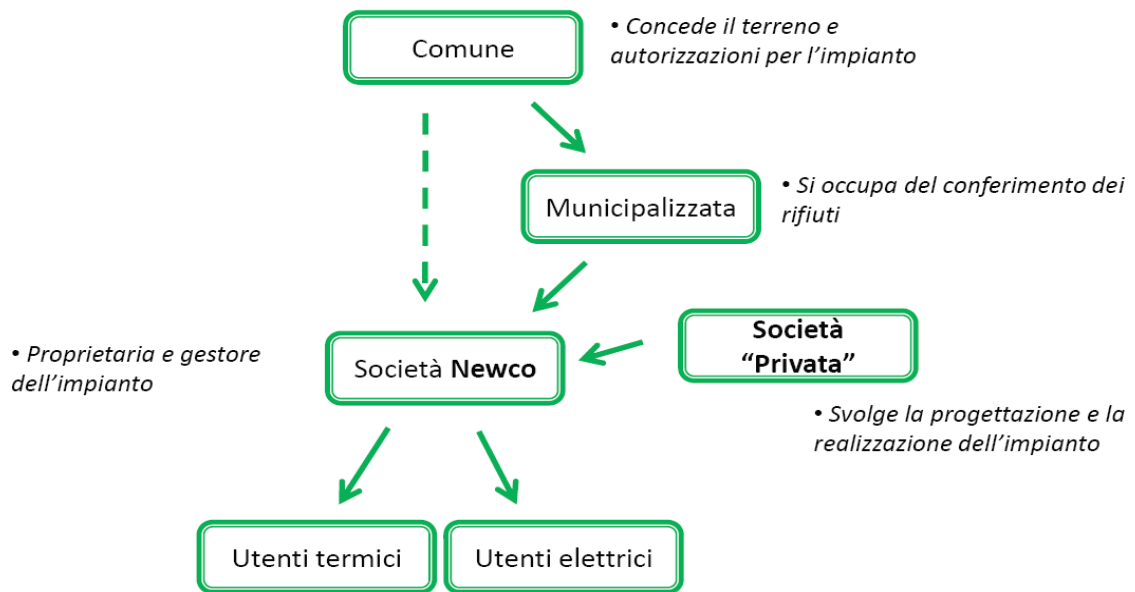 Comune
• Concede il terreno e
autorizzazioni per l’impianto
Municipalizzata
• Si occupa del conferimento dei
rifiuti
Società
“Privata”
• Proprietaria e gestore
dell’impianto
Società Newco
• Svolge la progettazione e la
realizzazione dell’impianto
Utenti termici
Utenti elettrici